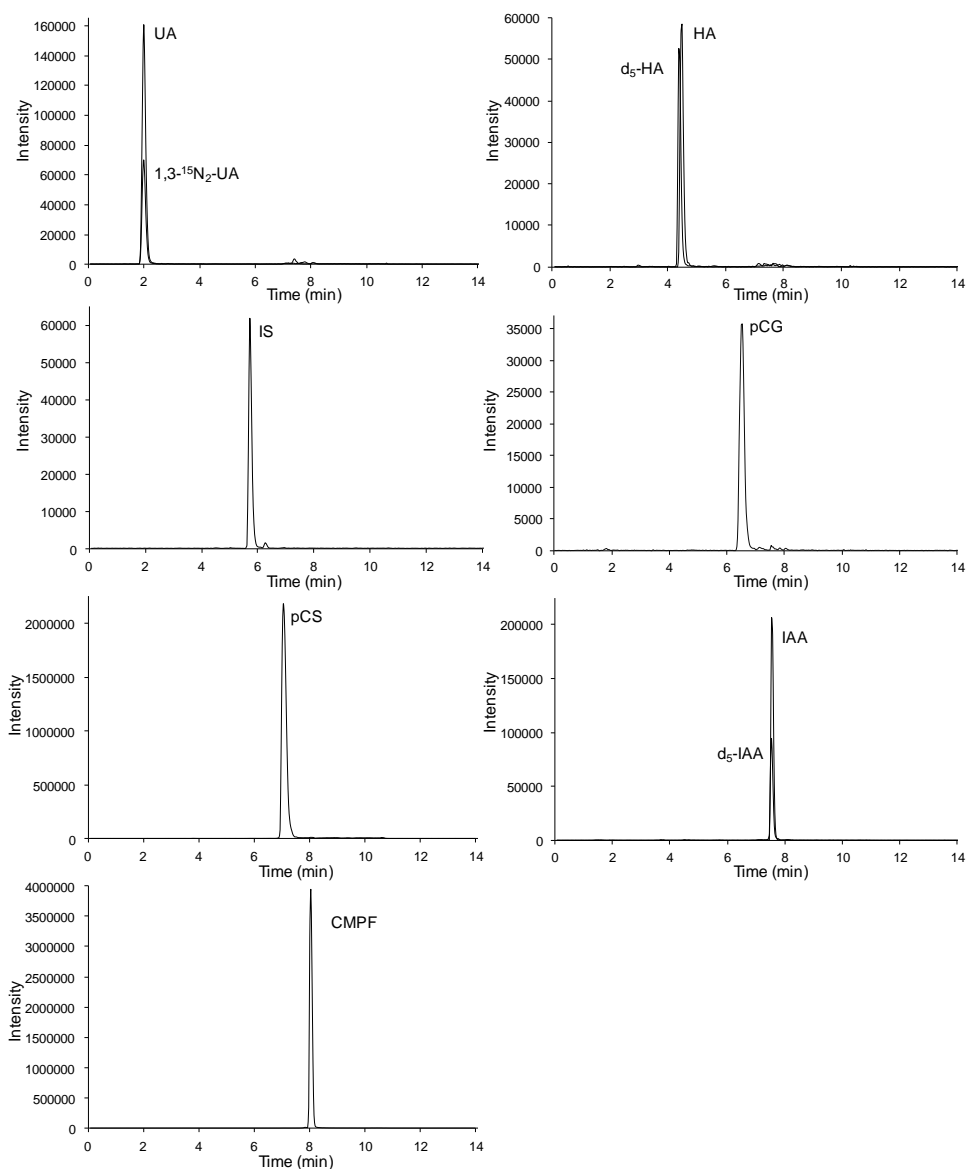 160000
140000
120000
100000
80000
60000
40000
20000
0
Intensity
UA
1,3-¹⁵N₂-UA
0 2 4 6 8 10 12 14
Time (min)
60000
50000
40000
30000
20000
10000
0
Intensity
HA
d₅-HA
0 2 4 6 8 10 12 14
Time (min)
60000
50000
40000
30000
20000
10000
0
Intensity
IS
0 2 4 6 8 10 12 14
Time (min)
35000
30000
25000
20000
15000
10000
5000
0
Intensity
pCG
0 2 4 6 8 10 12 14
Time (min)
2000000
1500000
1000000
500000
0
Intensity
pCS
0 2 4 6 8 10 12 14
Time (min)
200000
150000
100000
50000
0
Intensity
IAA
d₅-IAA
0 2 4 6 8 10 12 14
Time (min)
4000000
3500000
3000000
2500000
2000000
1500000
1000000
500000
0
Intensity
CMPF
0 2 4 6 8 10 12 14
Time (min)